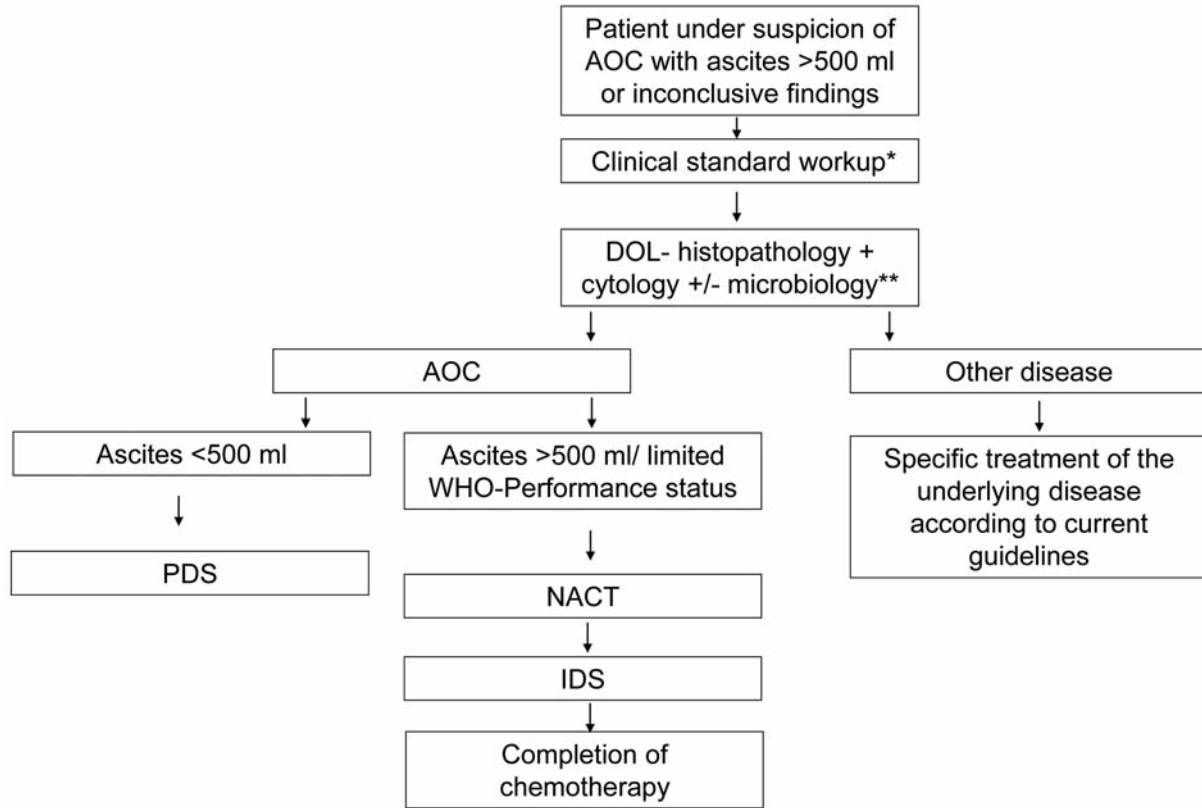 Patient under suspicion of
AOC with ascites >500 ml
or inconclusive findings
Clinical standard workup*
DOL- histopathology +
cytology +/- microbiology**
AOC
Other disease
Ascites <500 ml
Ascites >500 ml/ limited
WHO-Performance status
Specific treatment of the
underlying disease
according to current
guidelines
PDS
NACT
IDS
Completion of
chemotherapy